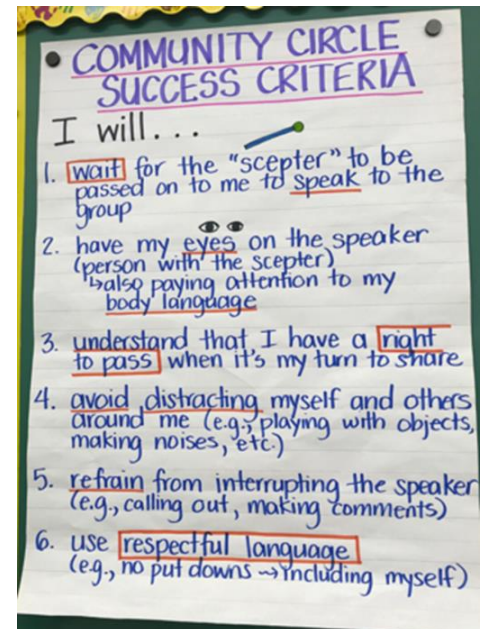 COMMUNITY CIRCLE
SUCCESS CRITERIA
I will...
1. wait for the "scepter" to be
passed on to me to speak to the
group
2. have my eyes on the speaker
(person with the scepter)
↳also paying attention to my
body language
3. understand that I have a right
to pass when it's my turn to share
4. avoid distracting myself and others
around me (e.g., playing with objects,
making noises, etc.)
5. refrain from interrupting the speaker
(e.g., calling out, making comments)
6. use respectful language
(e.g., no put downs → including myself)